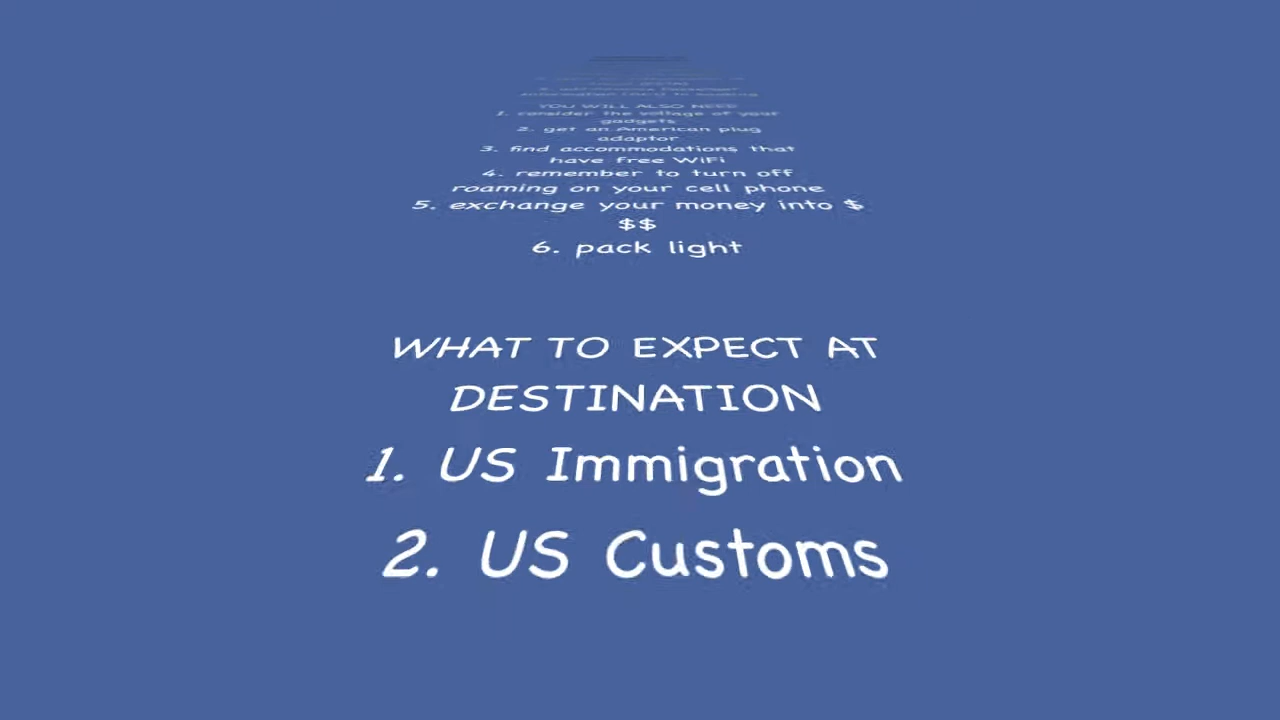 YOU WILL ALSO NEED
1. consider the voltage of your
gadgets
2. get an American plug
adaptor
3. find accommodations that
have free WiFi
4. remember to turn off
roaming on your cell phone
5. exchange your money into $
$$
6. pack light
WHAT TO EXPECT AT
DESTINATION
1. US Immigration
2. US Customs